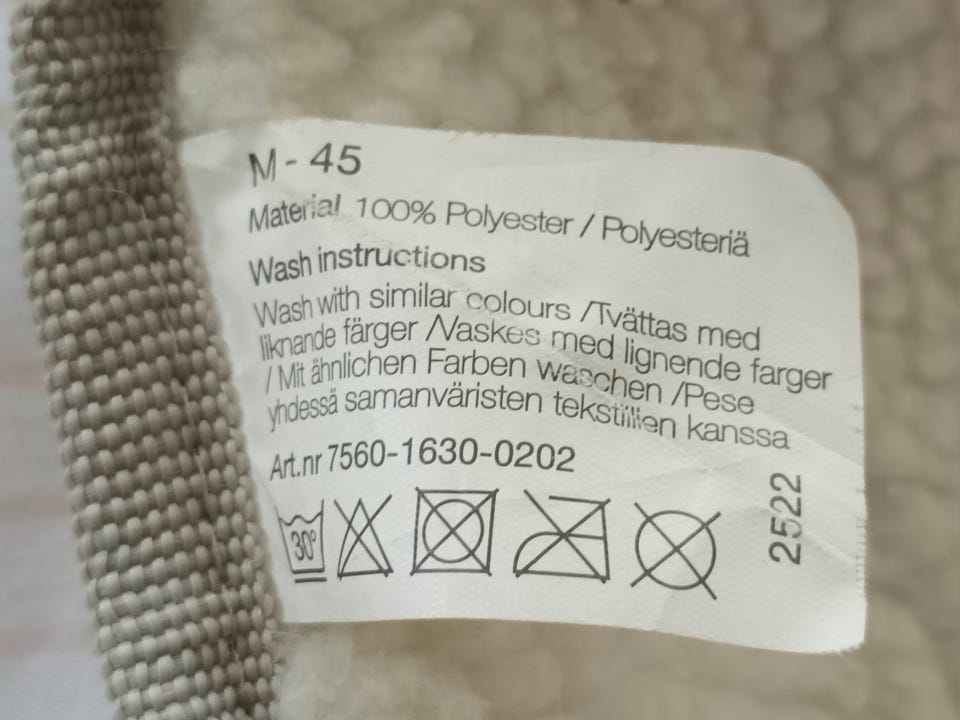 M - 45
Material 100% Polyester / Polyesteriä
Wash instructions
Wash with similar colours /Tvättas med
liknande färger /Vaskes med lignende farger
/ Mit ähnlichen Farben waschen /Pese
yhdessä samanväristen tekstiilien kanssa
Art.nr 7560-1630-0202
30°
2522